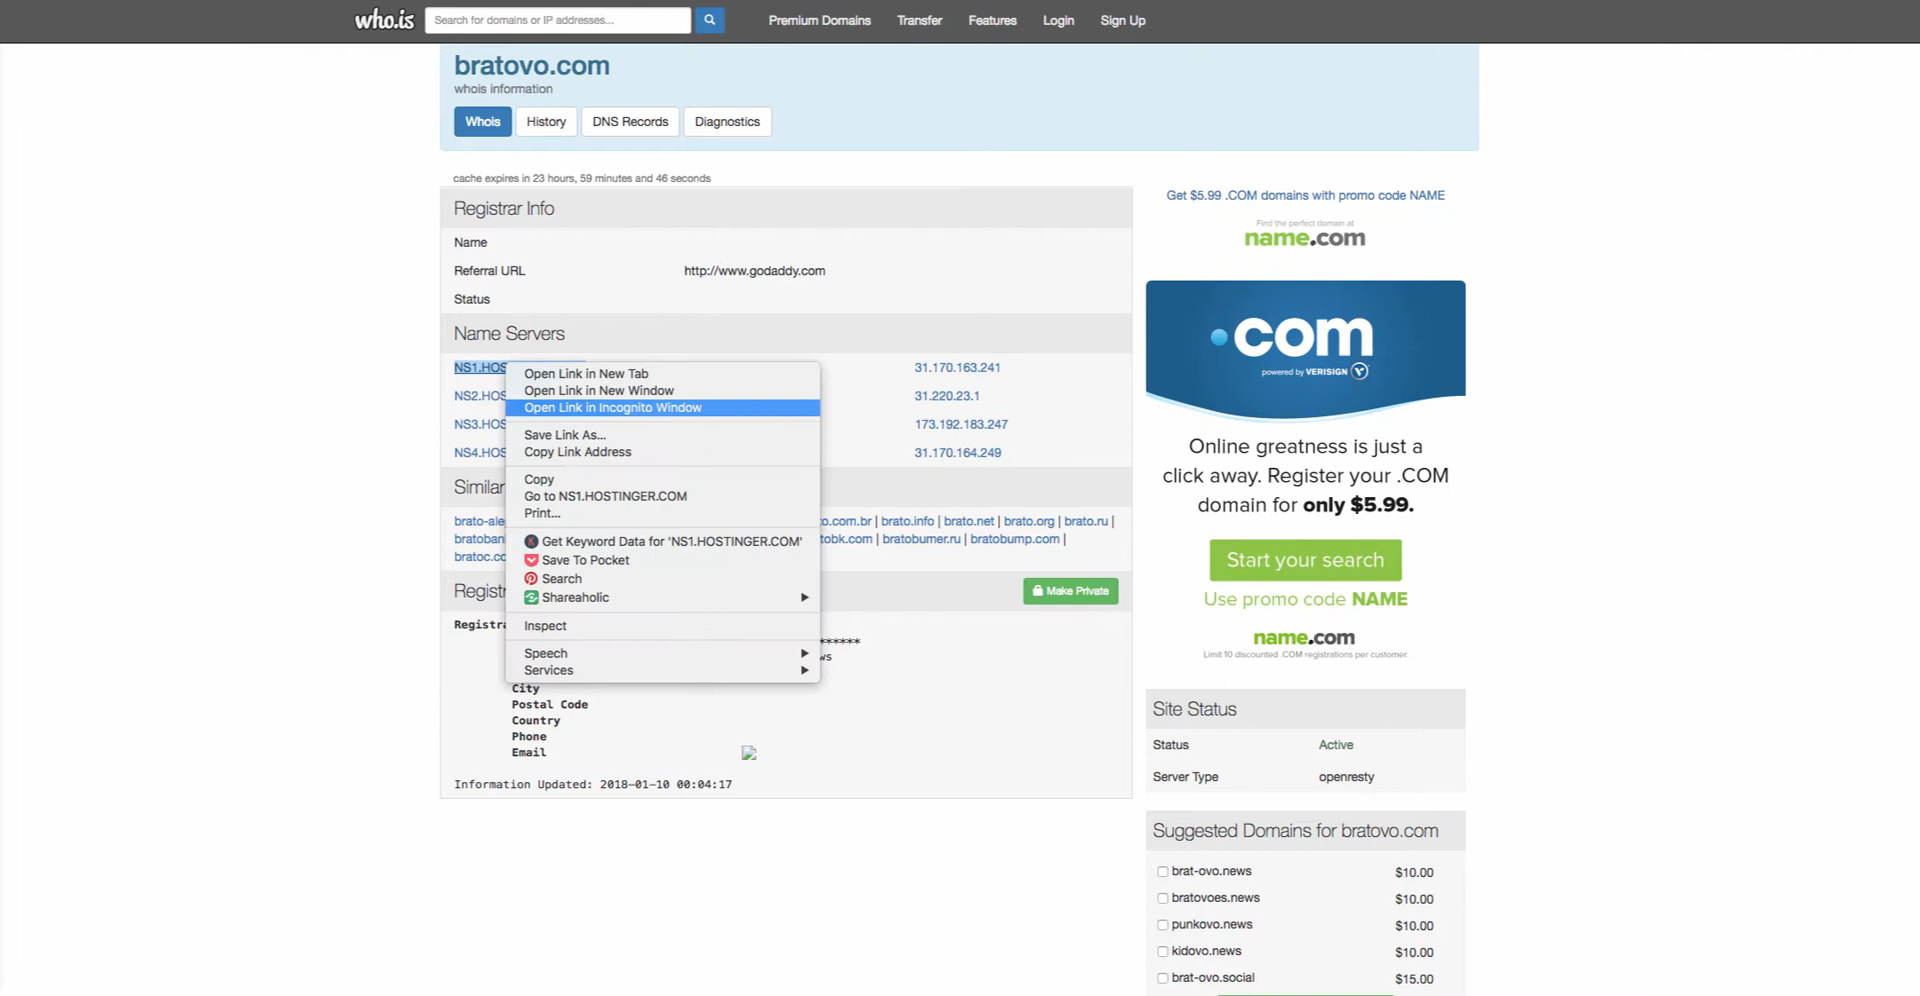 who.is
Search for domains or IP addresses...
Premium Domains
Transfer
Features
Login
Sign Up
bratovo.com
whois information
Whois
History
DNS Records
Diagnostics
cache expires in 23 hours, 59 minutes and 46 seconds
Registrar Info
Name
Referral URL http://www.godaddy.com
Status
Name Servers
NS1.HOS 31.170.163.241
NS2.HOS 31.220.23.1
NS3.HOS 173.192.183.247
NS4.HOS 31.170.164.249
Similar
brato-ale o.com.br | brato.info | brato.net | brato.org | brato.ru |
bratoban tobk.com | bratobumer.ru | bratobump.com |
bratoc.co
Registr
Make Private
Registra
******
ws
City
Postal Code
Country
Phone
Email
Information Updated: 2018-01-10 00:04:17
Open Link in New Tab
Open Link in New Window
Open Link in Incognito Window
Save Link As...
Copy Link Address
Copy
Go to NS1.HOSTINGER.COM
Print...
Get Keyword Data for 'NS1.HOSTINGER.COM'
Save To Pocket
Search
Shareaholic
Inspect
Speech
Services
Get $5.99 .COM domains with promo code NAME
Find the perfect domain at
name.com
.com
powered by VERISIGN
Online greatness is just a
click away. Register your .COM
domain for only $5.99.
Start your search
Use promo code NAME
name.com
Limit 10 discounted .COM registrations per customer.
Site Status
Status Active
Server Type openresty
Suggested Domains for bratovo.com
brat-ovo.news $10.00
bratovoes.news $10.00
punkovo.news $10.00
kidovo.news $10.00
brat-ovo.social $15.00